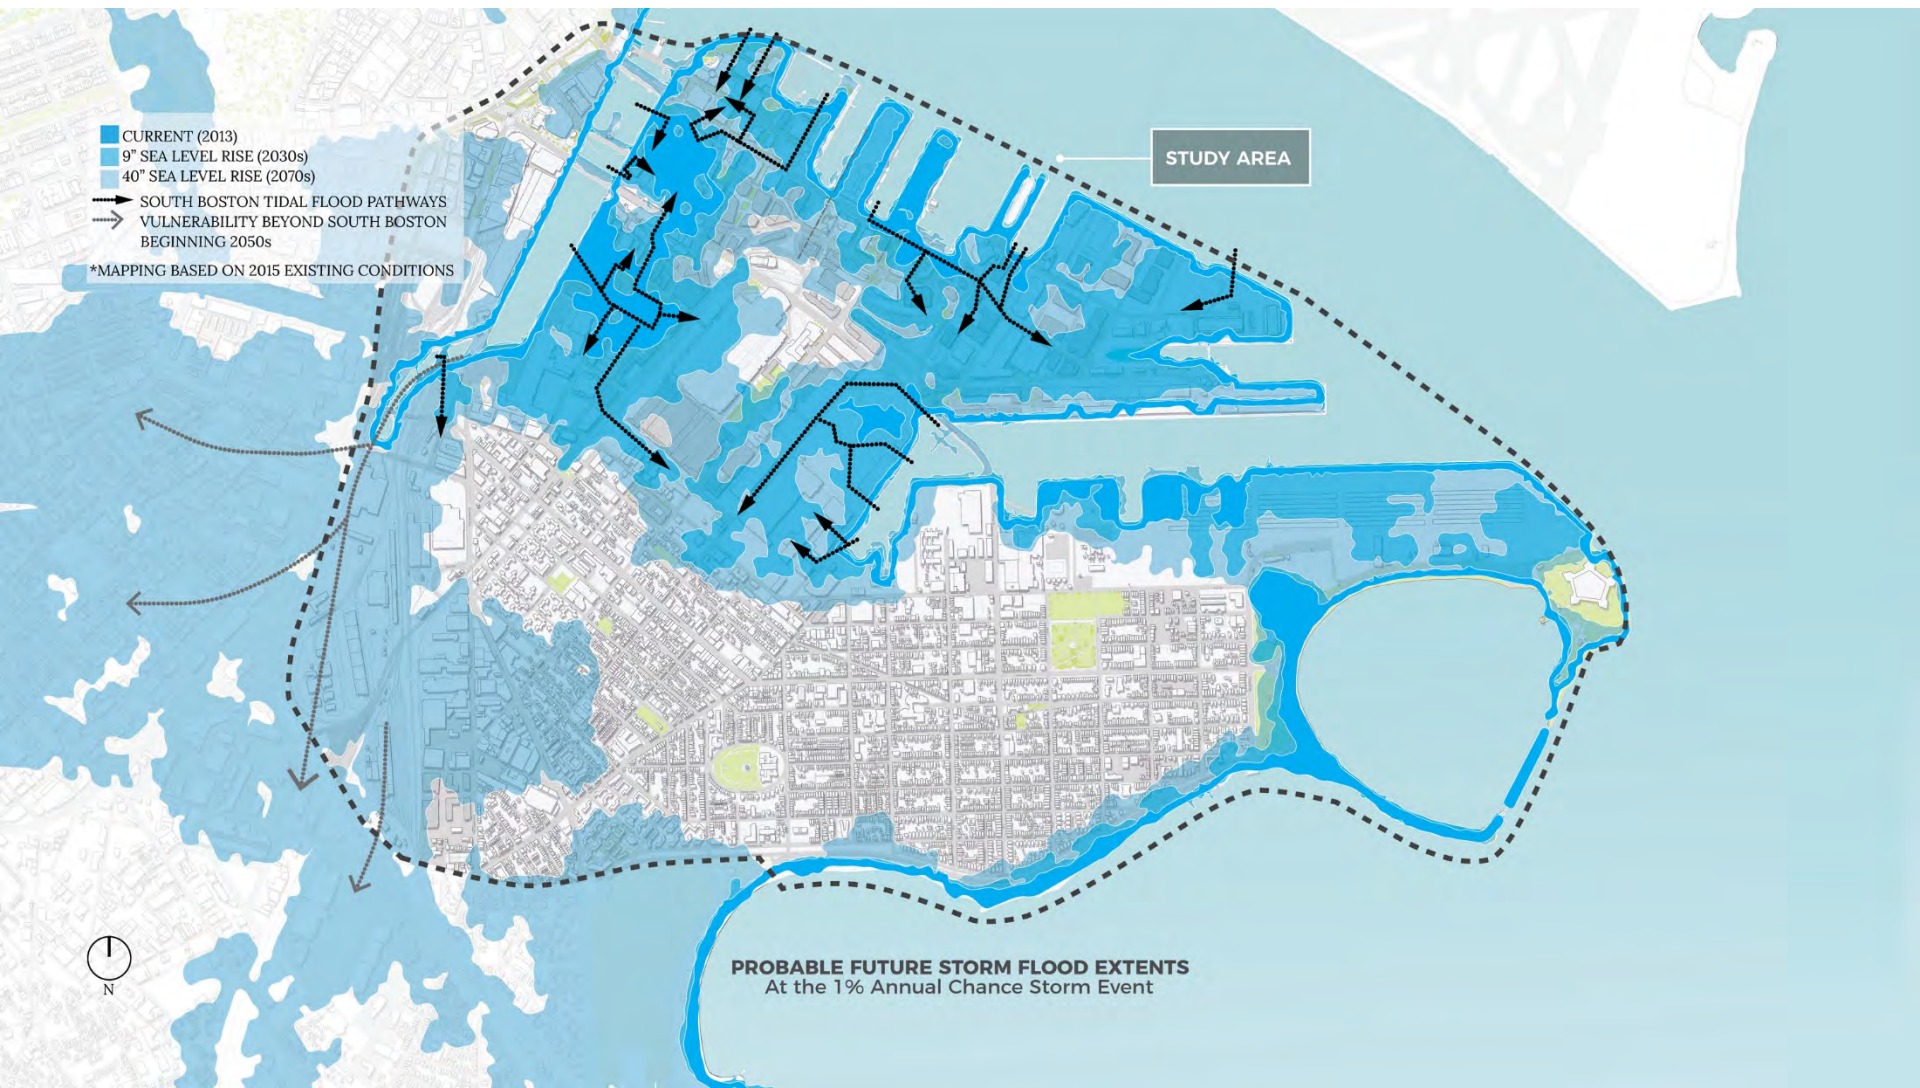 CURRENT (2013)
9” SEA LEVEL RISE (2030s)
40” SEA LEVEL RISE (2070s)
SOUTH BOSTON TIDAL FLOOD PATHWAYS
VULNERABILITY BEYOND SOUTH BOSTON
BEGINNING 2050s
*MAPPING BASED ON 2015 EXISTING CONDITIONS
STUDY AREA
PROBABLE FUTURE STORM FLOOD EXTENTS
At the 1% Annual Chance Storm Event
N